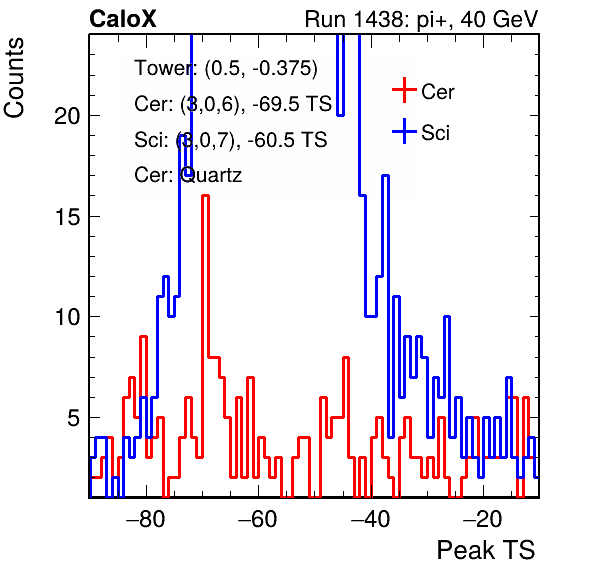 CaloX Run 1438: pi+, 40 GeV
Counts
Tower: (0.5, -0.375)
Cer: (3,0,6), -69.5 TS
Sci: (3,0,7), -60.5 TS
Cer: Quartz
Cer
Sci
20
15
10
5
−80 −60 −40 −20
Peak TS